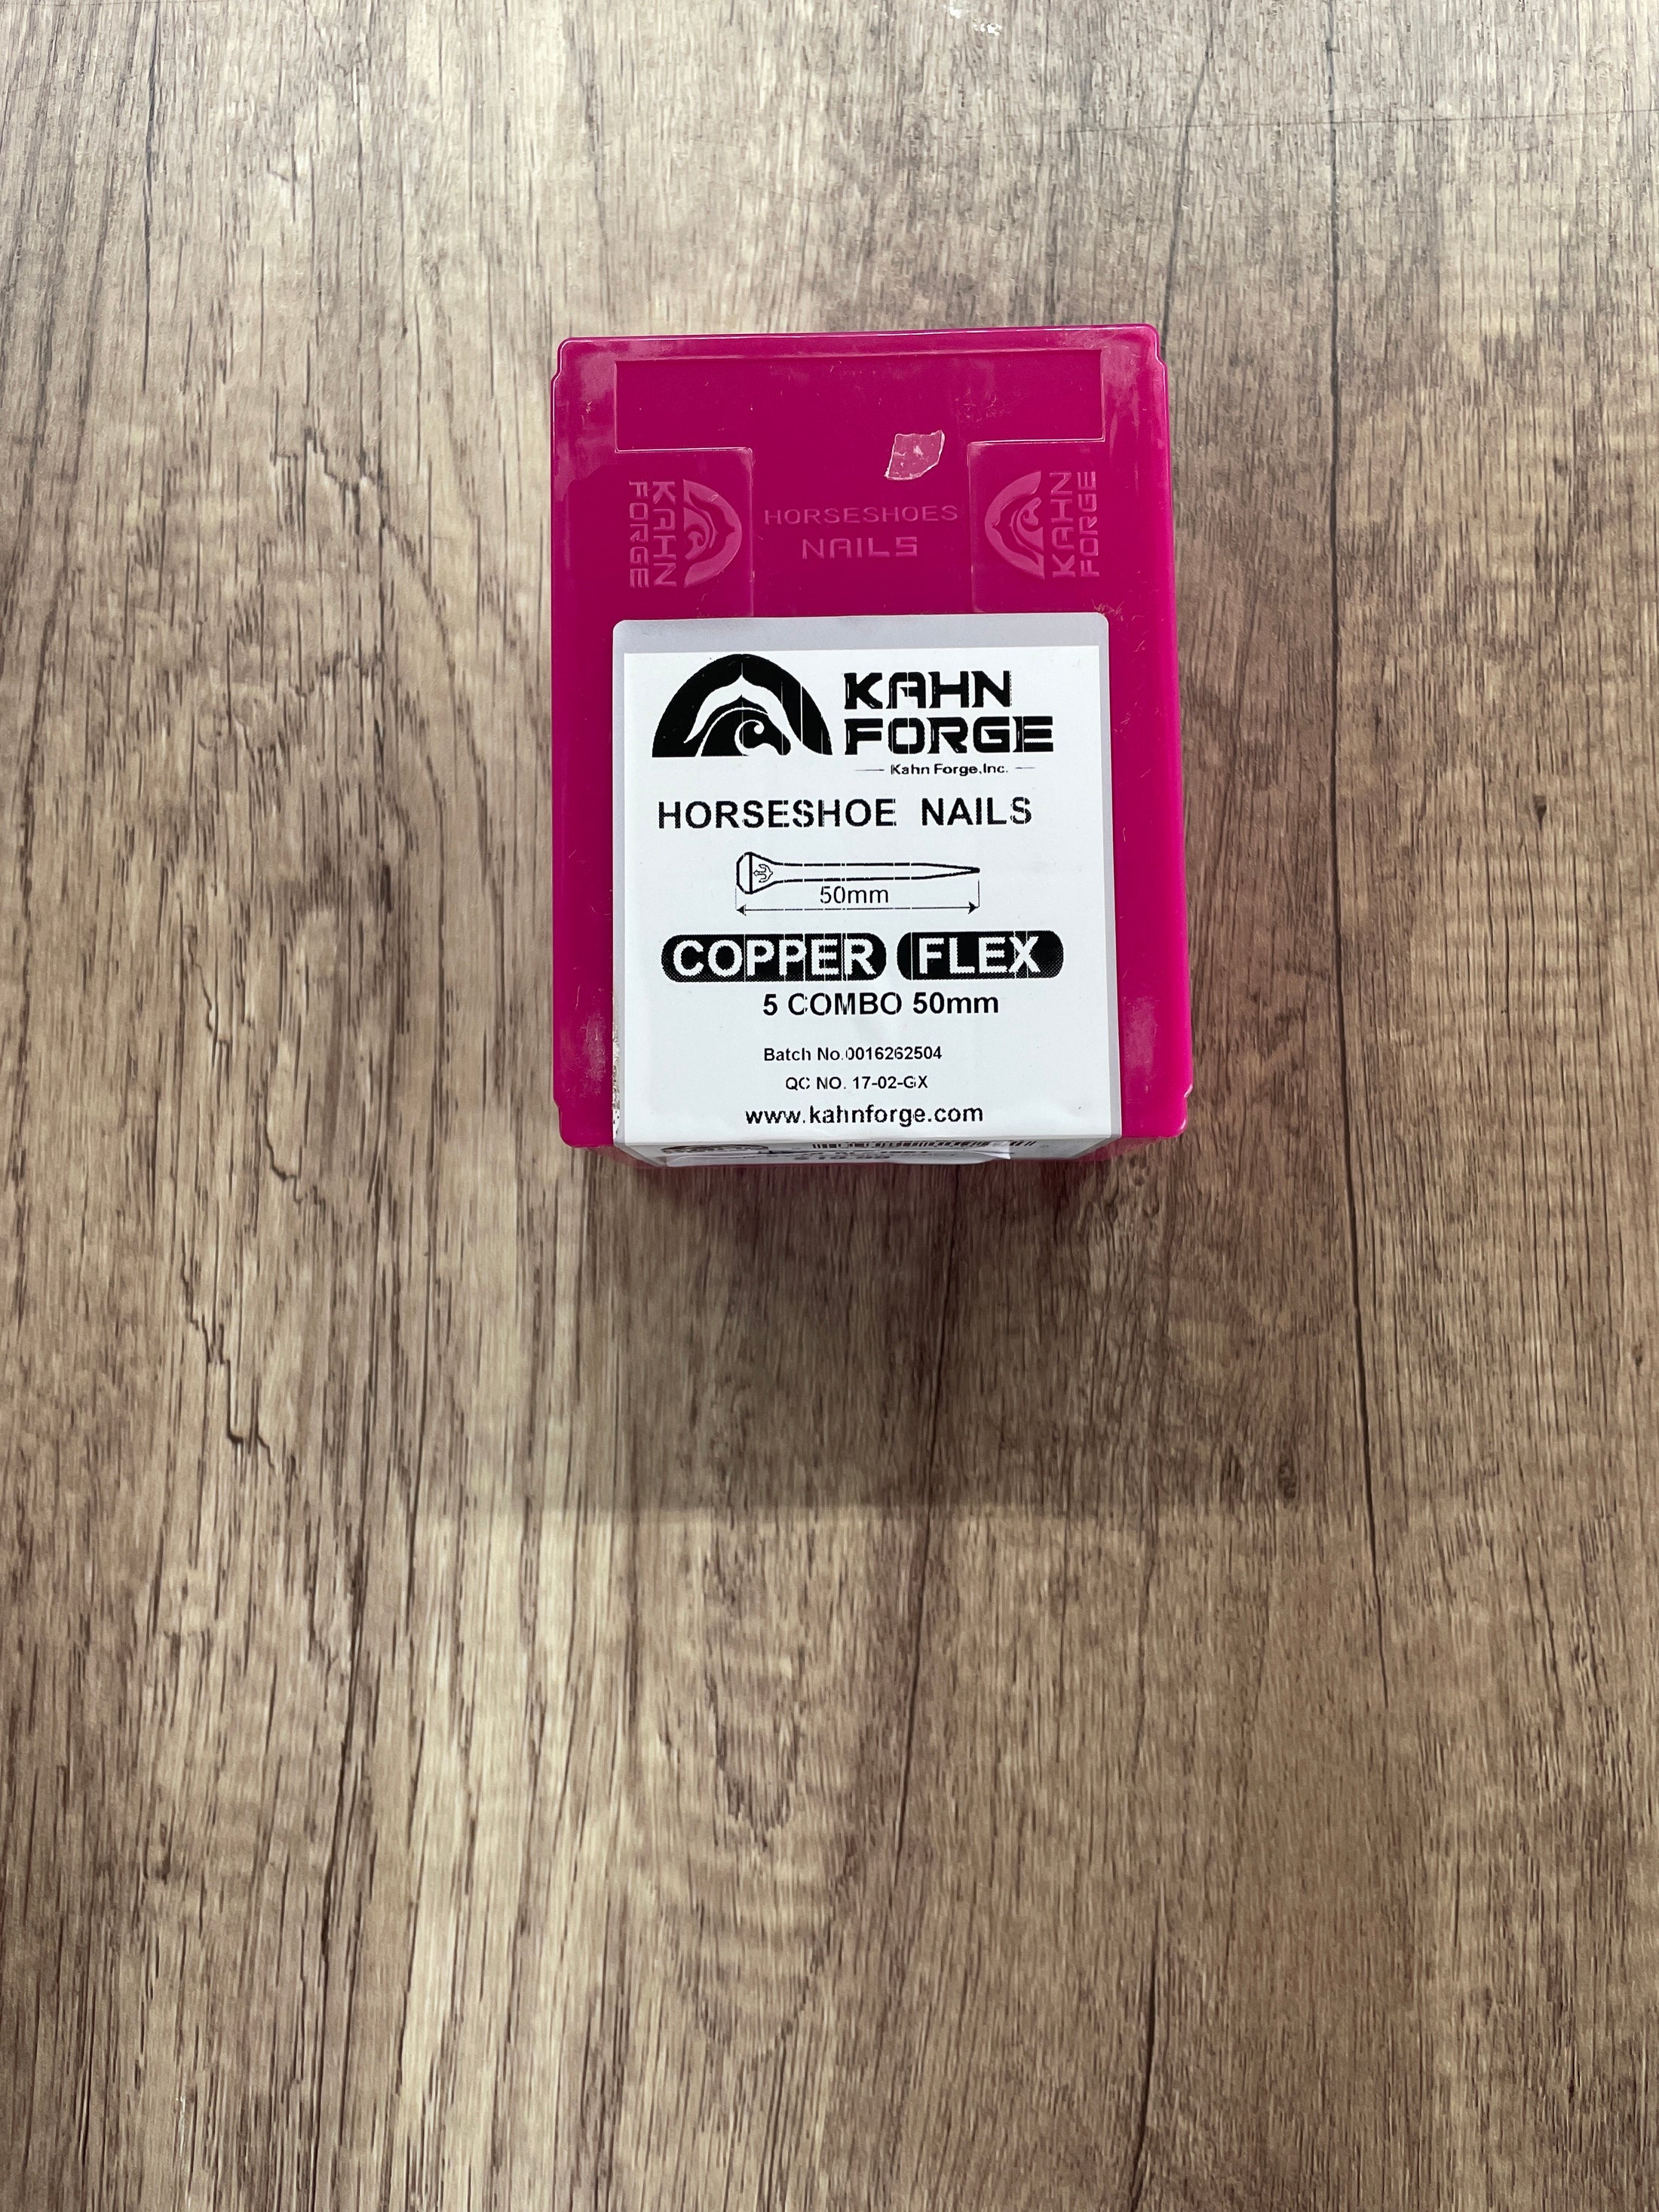 KAHN
FORGE
HORSESHOES
NAILS
KAHN
FORGE
KAHN
FORGE
Kahn Forge,Inc.
HORSESHOE NAILS
50mm
COPPER FLEX
5 COMBO 50mm
Batch No.0016262504
QC NO. 17-02-GX
www.kahnforge.com